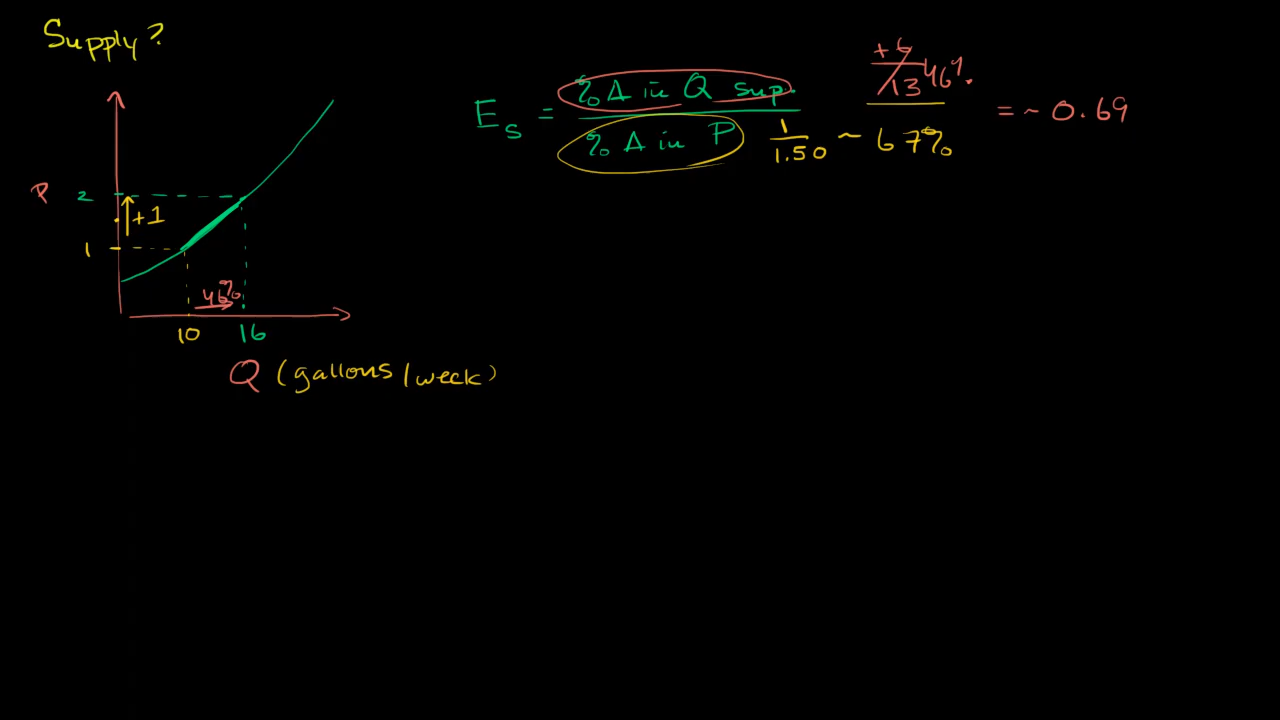 Supply?
E_S = %Δ in Q sup. / %Δ in P
+6 / 13 46%
1 / 1.50 ~ 67%
= ~ 0.69
P
2
+1
1
46%
10 16
Q (gallons/week)